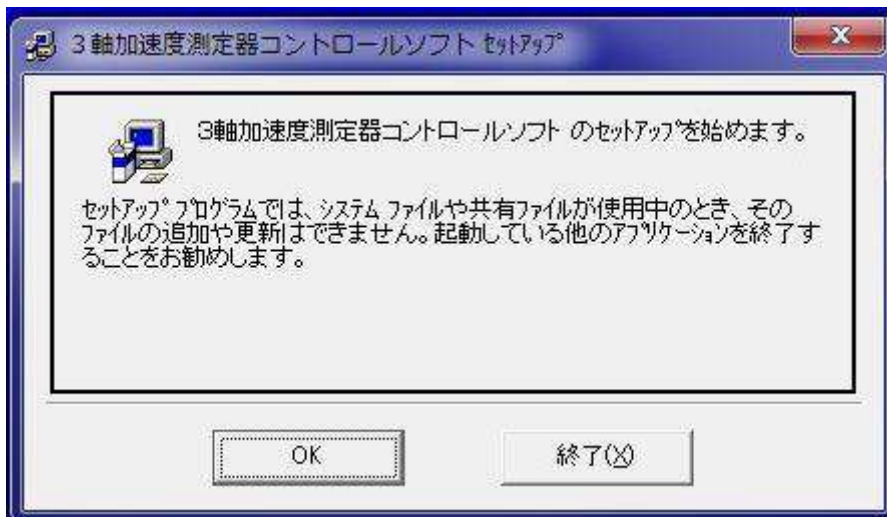 3軸加速度測定器コントロールソフト ｾｯﾄｱｯﾌﾟ
3軸加速度測定器コントロールソフト のｾｯﾄｱｯﾌﾟを始めます。
ｾｯﾄｱｯﾌﾟ ﾌﾟﾛｸﾞﾗﾑでは、ｼｽﾃﾑ ﾌｧｲﾙや共有ﾌｧｲﾙが使用中のとき、その
ﾌｧｲﾙの追加や更新はできません。起動している他のｱﾌﾟﾘｹｰｼｮﾝを終了す
ることをお勧めします。
OK
終了(X)